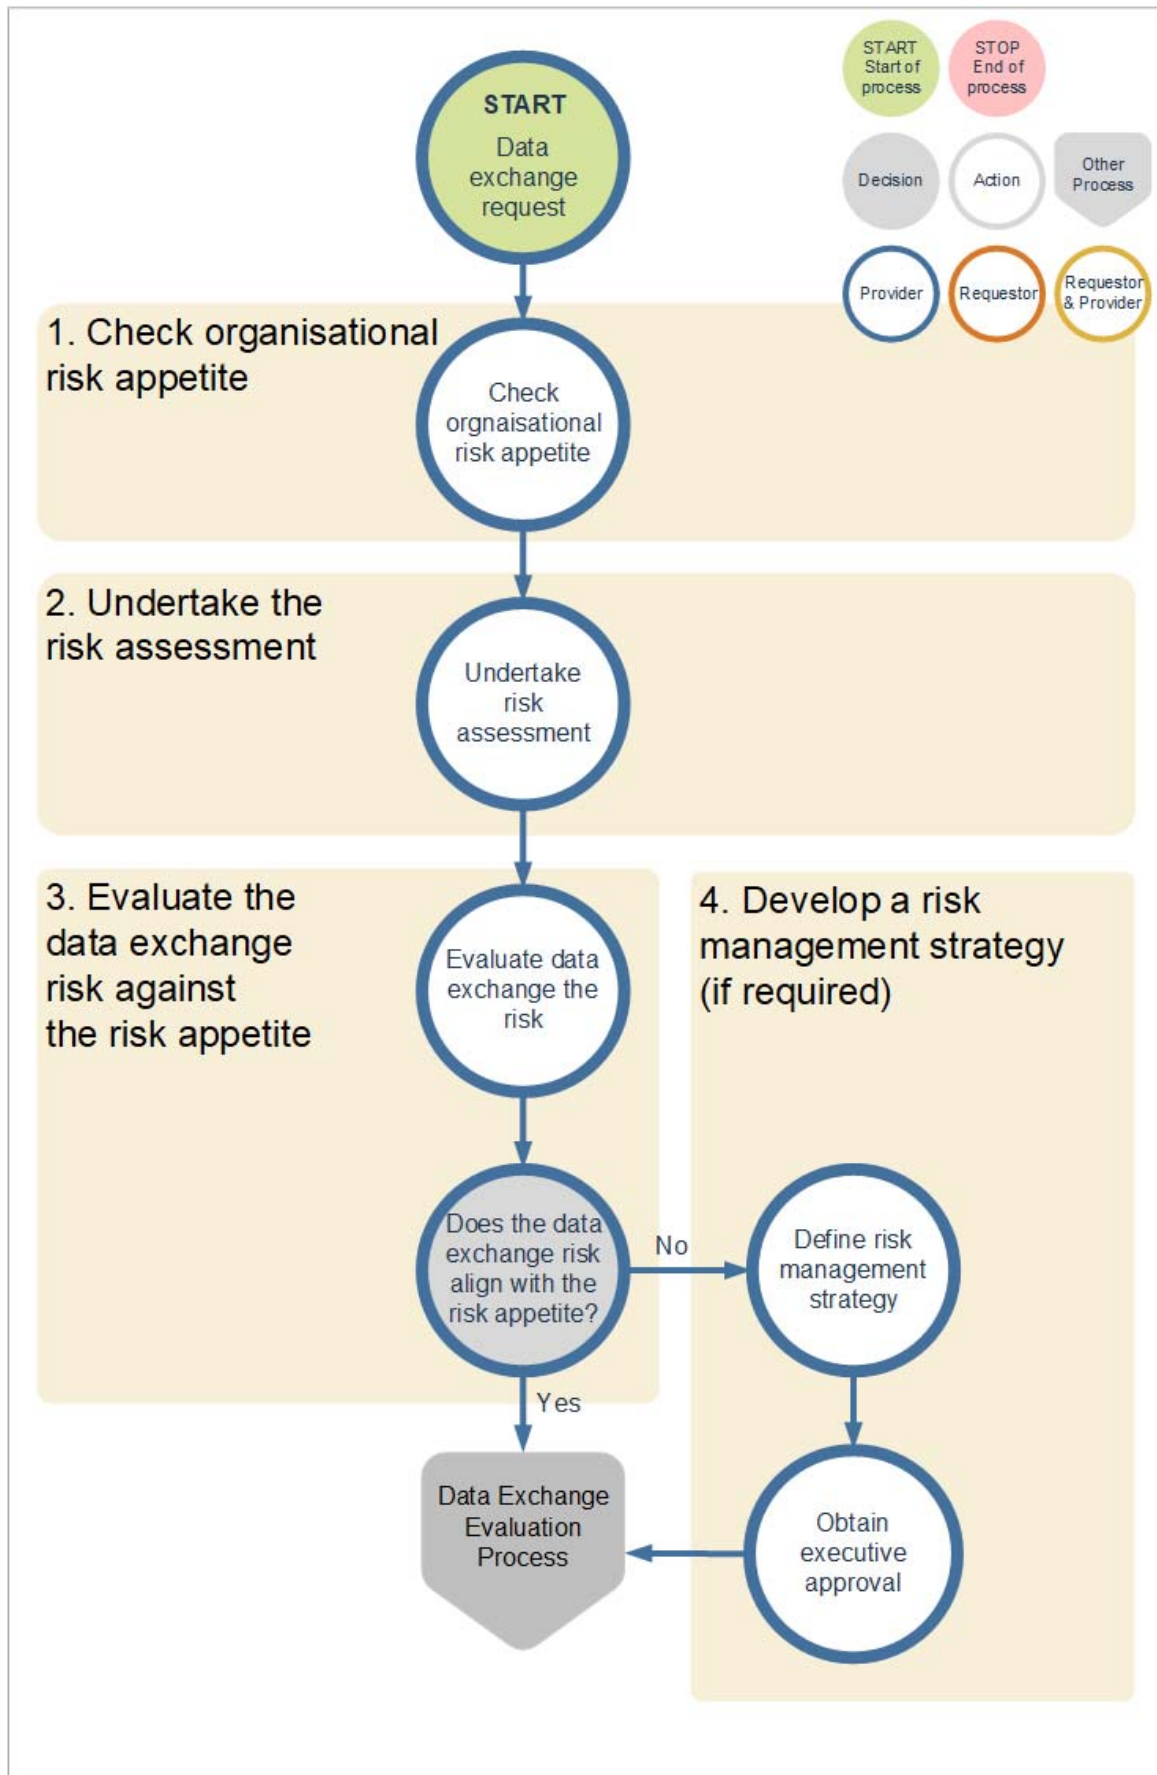 START
Data
exchange
request
START
Start of
process
STOP
End of
process
Decision
Action
Other
Process
Provider
Requestor
Requestor
& Provider
1. Check organisational
risk appetite
Check
orgnaisational
risk appetite
2. Undertake the
risk assessment
Undertake
risk
assessment
3. Evaluate the
data exchange
risk against
the risk appetite
Evaluate data
exchange the
risk
4. Develop a risk
management strategy
(if required)
Does the data
exchange risk
align with the
risk appetite?
No
Define risk
management
strategy
Yes
Data Exchange
Evaluation
Process
Obtain
executive
approval